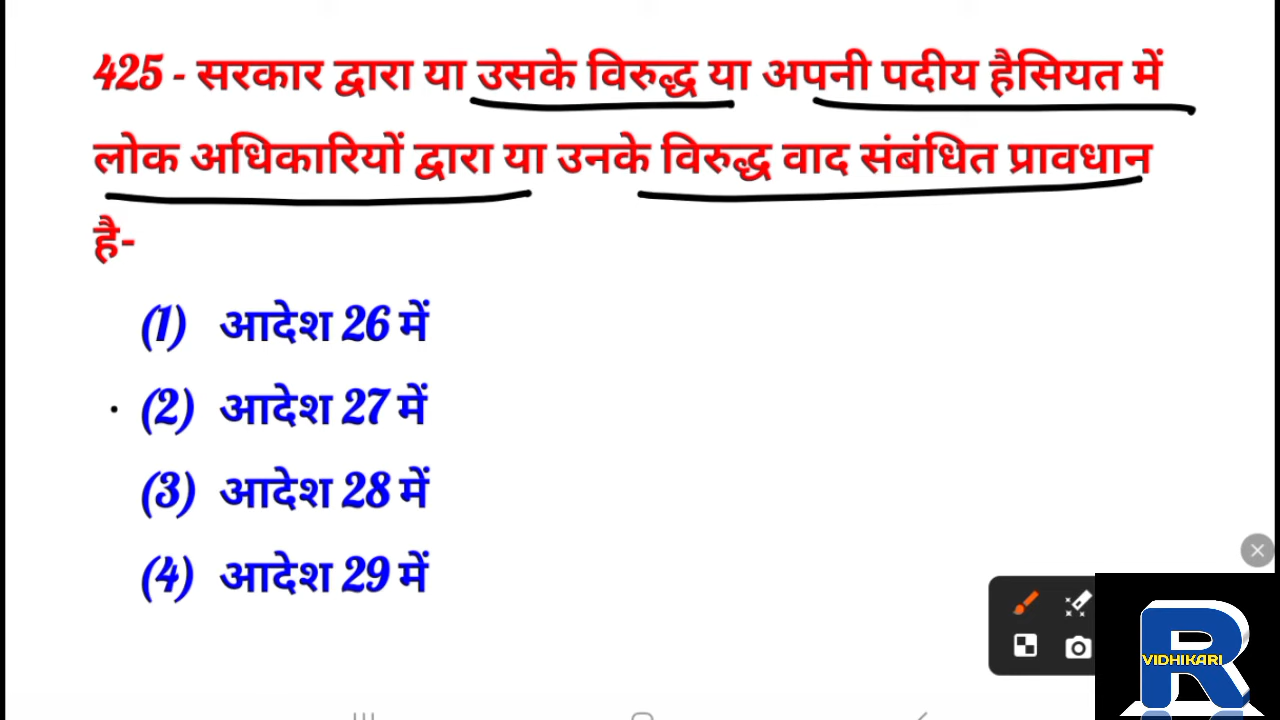 425 - सरकार द्वारा या उसके विरुद्ध या अपनी पदीय हैसियत में
लोक अधिकारियों द्वारा या उनके विरुद्ध वाद संबंधित प्रावधान
है-
(1) आदेश 26 में
(2) आदेश 27 में
(3) आदेश 28 में
(4) आदेश 29 में
R
VIDHIKARI